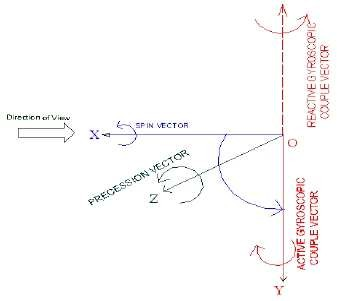 REACTIVE GYROSCOPIC
COUPLE VECTOR
Direction of View
SPIN VECTOR
X
O
PRECESSION VECTOR
Z
ACTIVE GYROSCOPIC
COUPLE VECTOR
Y